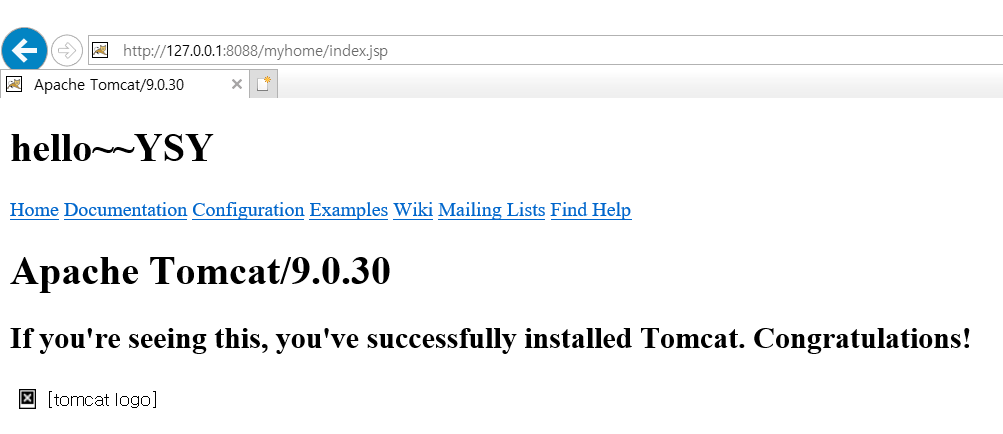 http://127.0.0.1:8088/myhome/index.jsp
Apache Tomcat/9.0.30
hello~~YSY
Home Documentation Configuration Examples Wiki Mailing Lists Find Help
Apache Tomcat/9.0.30
If you're seeing this, you've successfully installed Tomcat. Congratulations!
[tomcat logo]